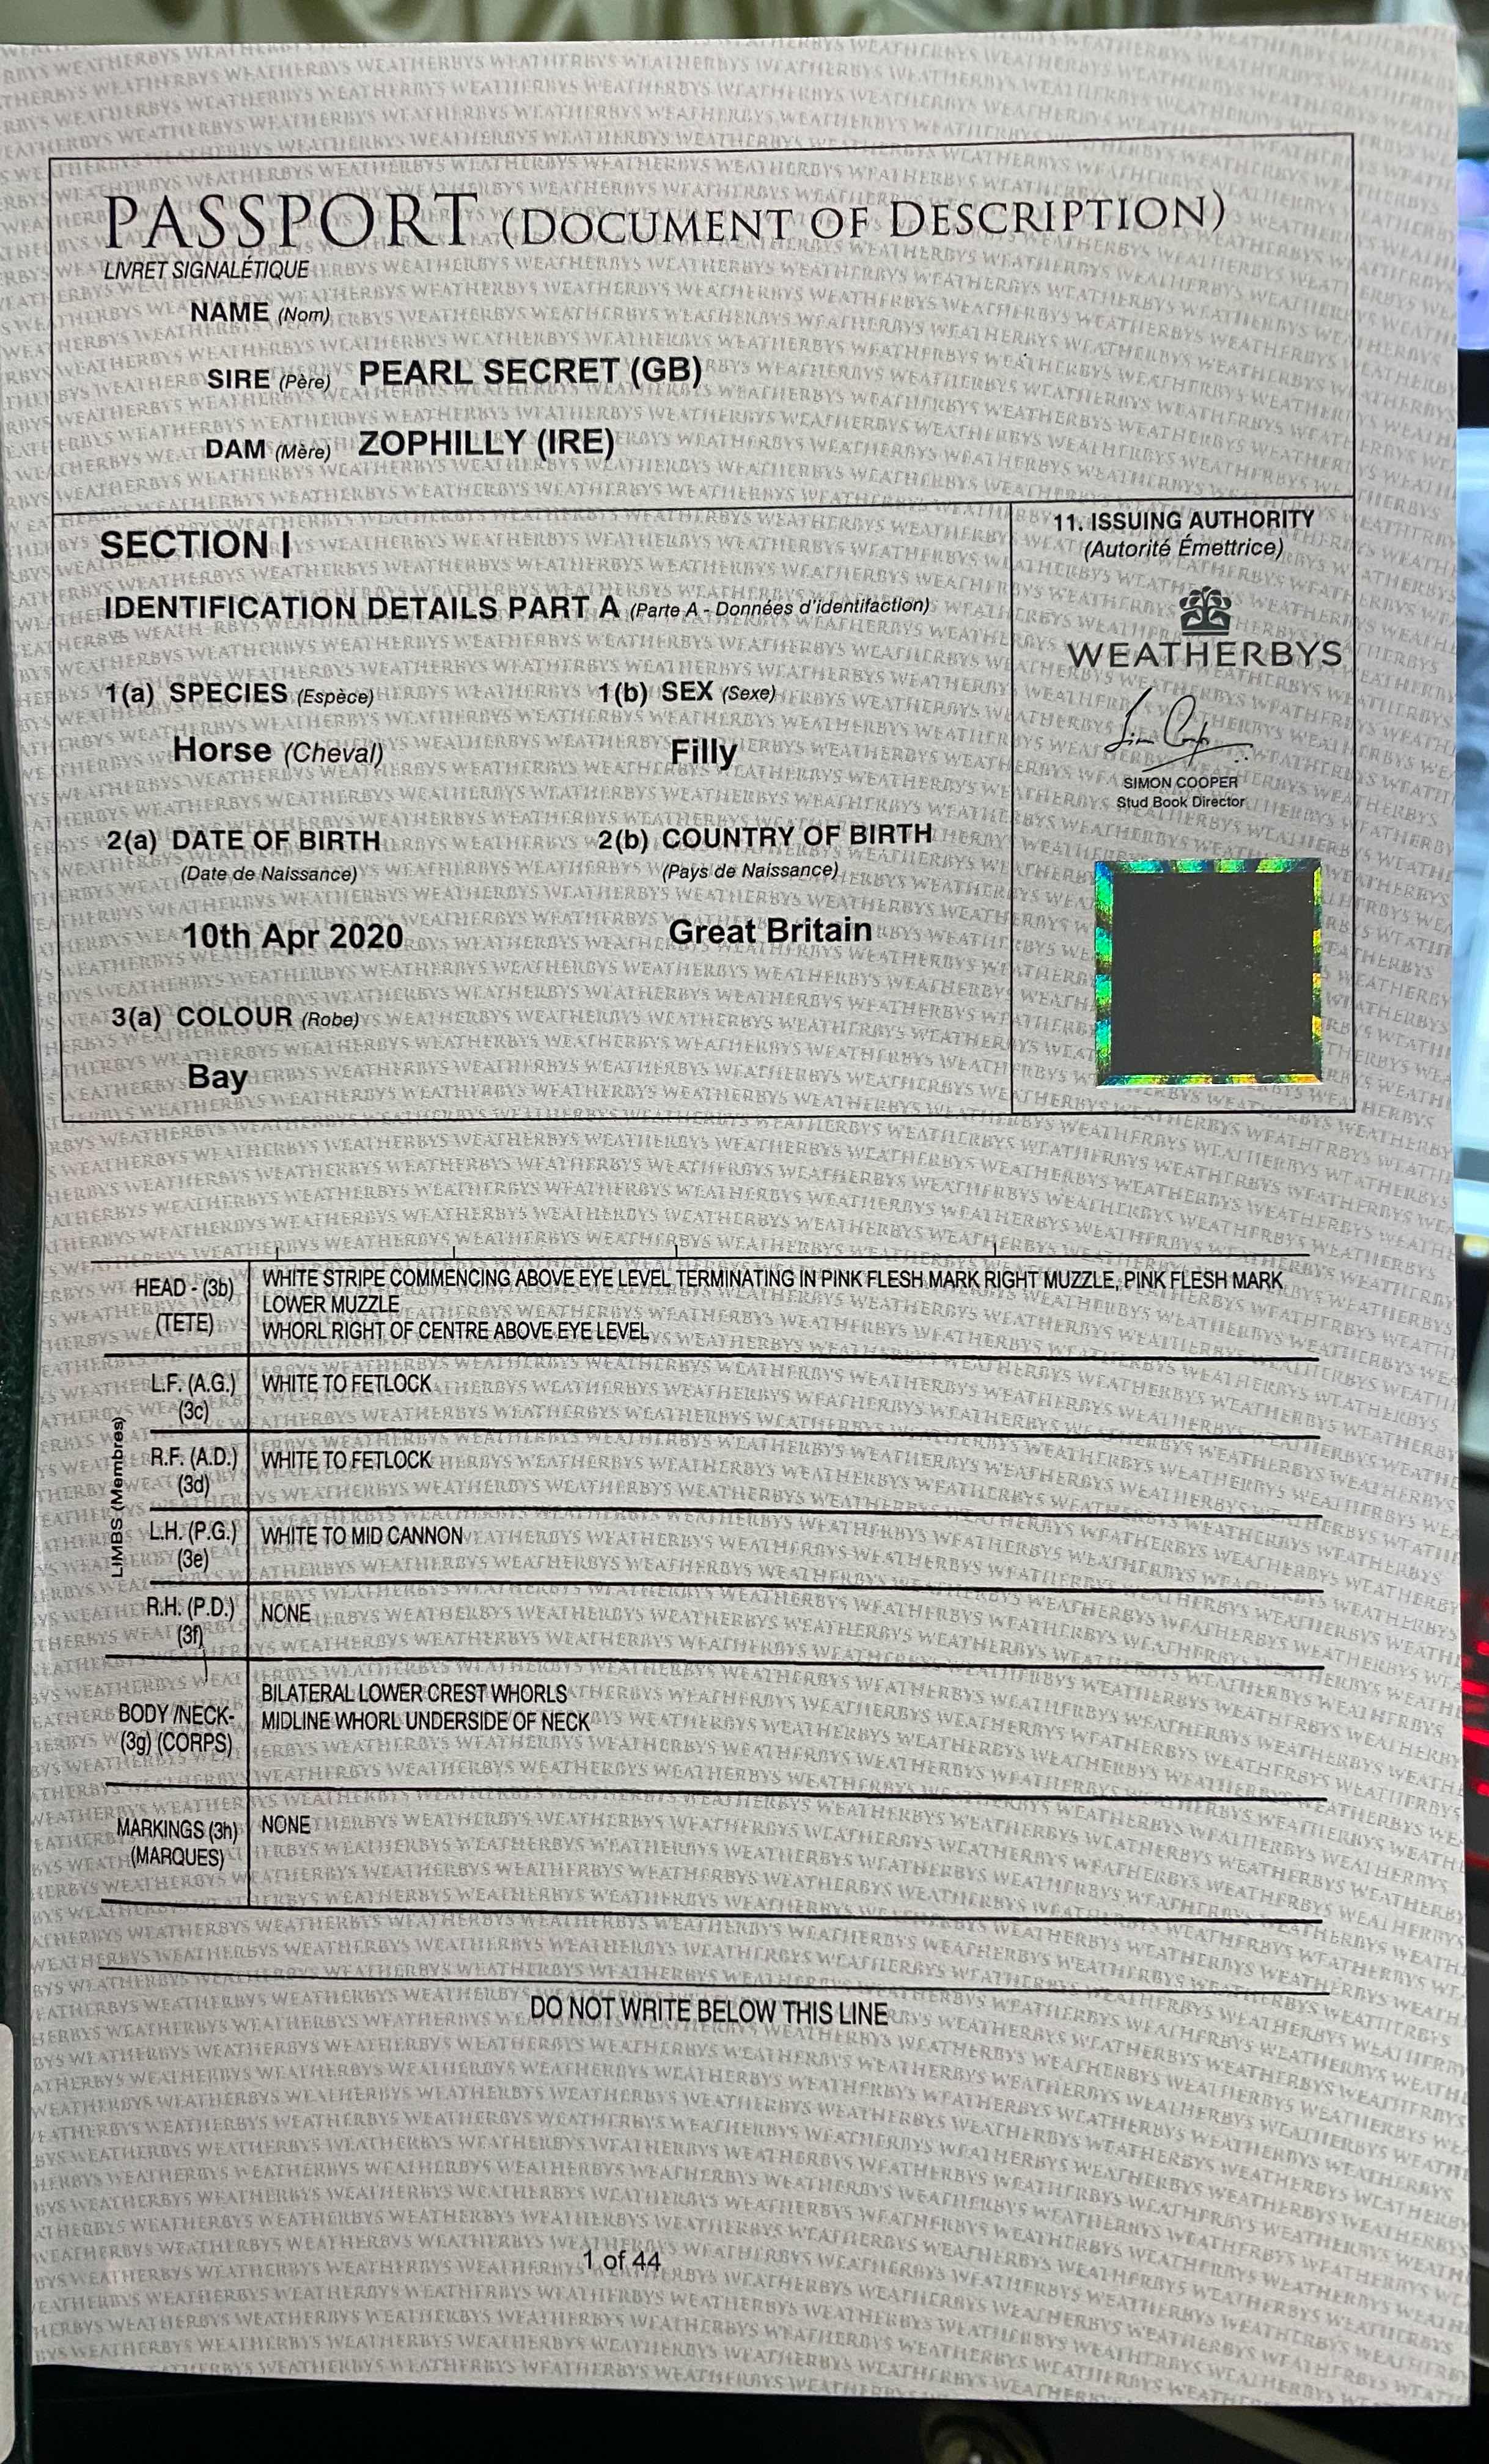 PASSPORT (DOCUMENT OF DESCRIPTION)
LIVRET SIGNALÉTIQUE
NAME (Nom)
SIRE (Père) PEARL SECRET (GB)
DAM (Mère) ZOPHILLY (IRE)
SECTION I
IDENTIFICATION DETAILS PART A (Parte A - Données d'identifaction)
1(a) SPECIES (Espèce) 1(b) SEX (Sexe)
Horse (Cheval) Filly
2(a) DATE OF BIRTH 2(b) COUNTRY OF BIRTH
(Date de Naissance) (Pays de Naissance)
10th Apr 2020 Great Britain
3(a) COLOUR (Robe)
Bay
11. ISSUING AUTHORITY
(Autorité Émettrice)
WEATHERBYS
SIMON COOPER
Stud Book Director
HEAD - (3b) WHITE STRIPE COMMENCING ABOVE EYE LEVEL TERMINATING IN PINK FLESH MARK RIGHT MUZZLE, PINK FLESH MARK
(TETE) LOWER MUZZLE
WHORL RIGHT OF CENTRE ABOVE EYE LEVEL
LIMBS (Membres)
L.F. (A.G.) WHITE TO FETLOCK
(3c)
R.F. (A.D.) WHITE TO FETLOCK
(3d)
L.H. (P.G.) WHITE TO MID CANNON
(3e)
R.H. (P.D.) NONE
(3f)
BILATERAL LOWER CREST WHORLS
BODY /NECK- MIDLINE WHORL UNDERSIDE OF NECK
(3g) (CORPS)
MARKINGS (3h) NONE
(MARQUES)
DO NOT WRITE BELOW THIS LINE
1 of 44